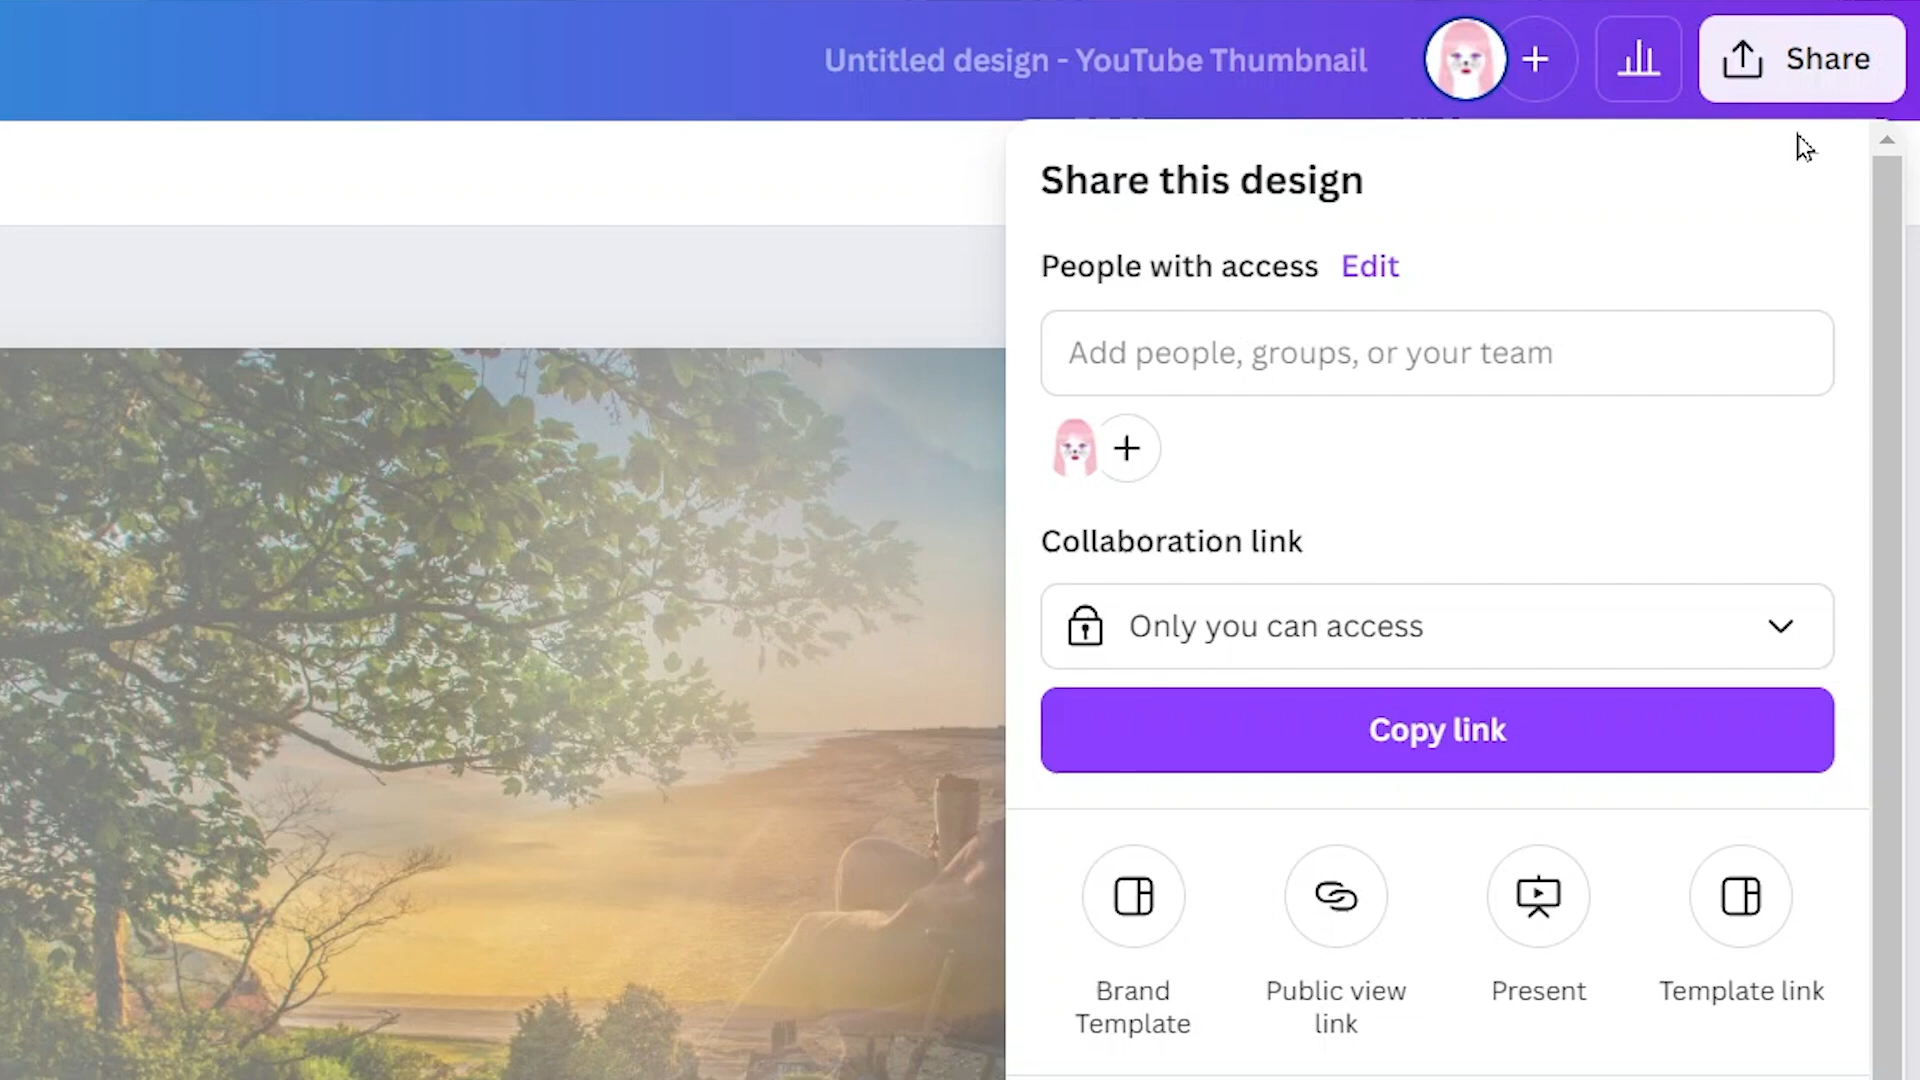 Untitled design - YouTube Thumbnail
Share
Share this design
People with access Edit
Add people, groups, or your team
Collaboration link
Only you can access
Copy link
Brand
Template
Public view
link
Present
Template link